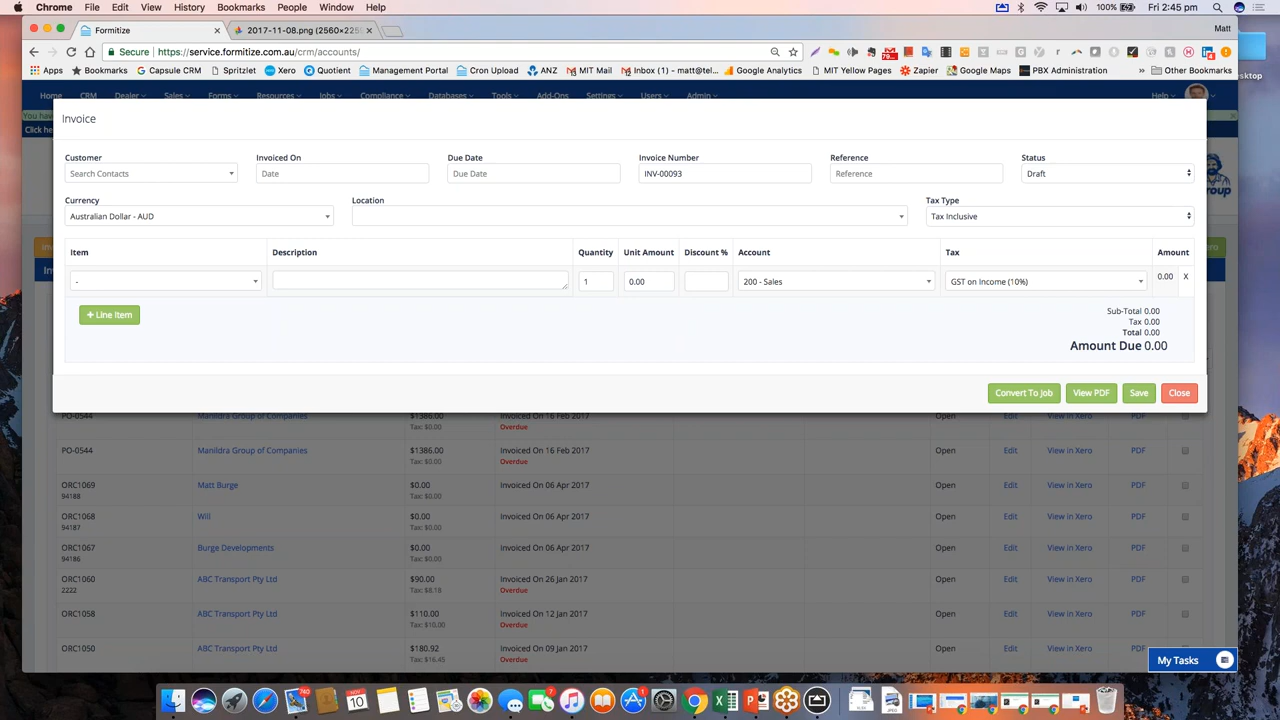 Chrome File Edit View History Bookmarks People Window Help 100% Fri 2:45 pm
Formitize 2017-11-08.png (2560×225 Matt
Secure https://service.formitize.com.au/crm/accounts/
Apps Bookmarks Capsule CRM Spritzlet Xero Quotient Management Portal Cron Upload ANZ MIT Mail Inbox (1) - matt@tel... Google Analytics MIT Yellow Pages Zapier Google Maps PBX Administration » Other Bookmarks
Home CRM Dealer Sales Forms Resources Jobs Compliance Databases Tools Add-Ons Settings Users Admin Help
You have
Click he
Invoice
Customer Invoiced On Due Date Invoice Number Reference Status
Search Contacts Date Due Date INV-00093 Reference Draft
Currency Location Tax Type
Australian Dollar - AUD Tax Inclusive
Item Description Quantity Unit Amount Discount % Account Tax Amount
- 1 0.00 200 - Sales GST on Income (10%) 0.00 X
+ Line Item
Sub-Total 0.00
Tax 0.00
Total 0.00
Amount Due 0.00
Convert To Job View PDF Save Close
PO-0544 Manildra Group of Companies $1386.00 Invoiced On 16 Feb 2017 Open Edit View in Xero PDF
Tax: $0.00 Overdue
PO-0544 Manildra Group of Companies $1386.00 Invoiced On 16 Feb 2017 Open Edit View in Xero PDF
Tax: $0.00 Overdue
ORC1069 Matt Burge $0.00 Invoiced On 06 Apr 2017 Open Edit View in Xero PDF
94188 Tax: $0.00
ORC1068 Will $0.00 Invoiced On 06 Apr 2017 Open Edit View in Xero PDF
94187 Tax: $0.00
ORC1067 Burge Developments $0.00 Invoiced On 06 Apr 2017 Open Edit View in Xero PDF
94186 Tax: $0.00
ORC1060 ABC Transport Pty Ltd $90.00 Invoiced On 26 Jan 2017 Open Edit View in Xero PDF
2222 Tax: $8.18 Overdue
ORC1058 ABC Transport Pty Ltd $110.00 Invoiced On 12 Jan 2017 Open Edit View in Xero PDF
Tax: $10.00 Overdue
ORC1050 ABC Transport Pty Ltd $180.92 Invoiced On 09 Jan 2017 Open Edit View in Xero PDF
Tax: $16.45 Overdue
My Tasks